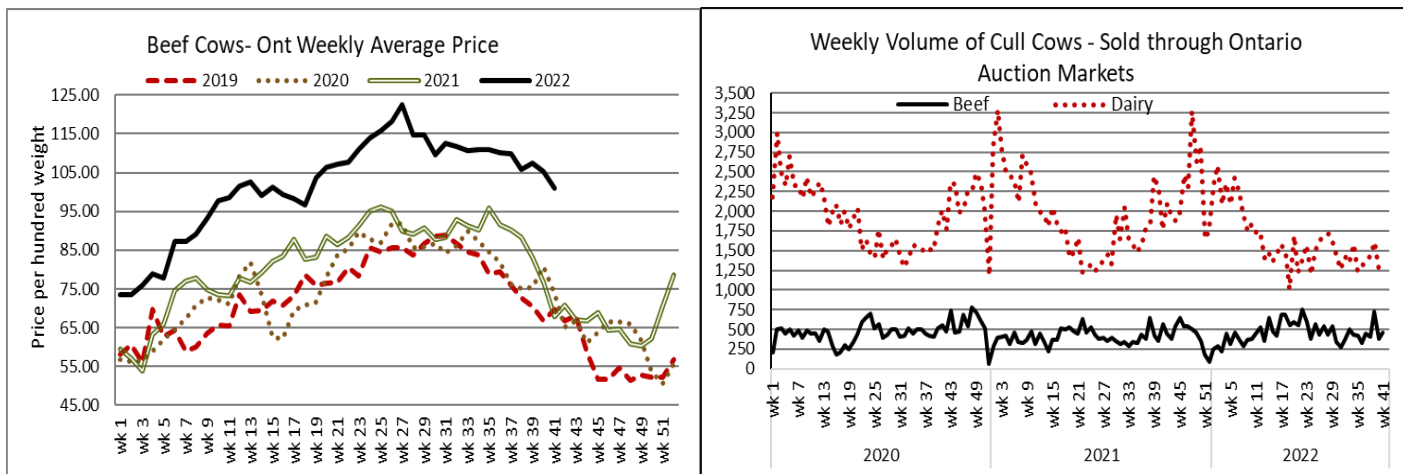 Beef Cows- Ont Weekly Average Price
2019 2020 2021 2022
Price per hundred weight
125.00
115.00
105.00
95.00
85.00
75.00
65.00
55.00
45.00
wk 1 wk 3 wk 5 wk 7 wk 9 wk 11 wk 13 wk 15 wk 17 wk 19 wk 21 wk 23 wk 25 wk 27 wk 29 wk 31 wk 33 wk 35 wk 37 wk 39 wk 41 wk 43 wk 45 wk 47 wk 49 wk 51
Weekly Volume of Cull Cows - Sold through Ontario
Auction Markets
Beef Dairy
3,500
3,250
3,000
2,750
2,500
2,250
2,000
1,750
1,500
1,250
1,000
750
500
250
0
wk 1 wk 7 wk 13 wk 19 wk 25 wk 31 wk 37 wk 43 wk 49 wk 3 wk 9 wk 15 wk 21 wk 27 wk 33 wk 39 wk 45 wk 51 wk 5 wk 11 wk 17 wk 23 wk 29 wk 35 wk 41
2020 2021 2022